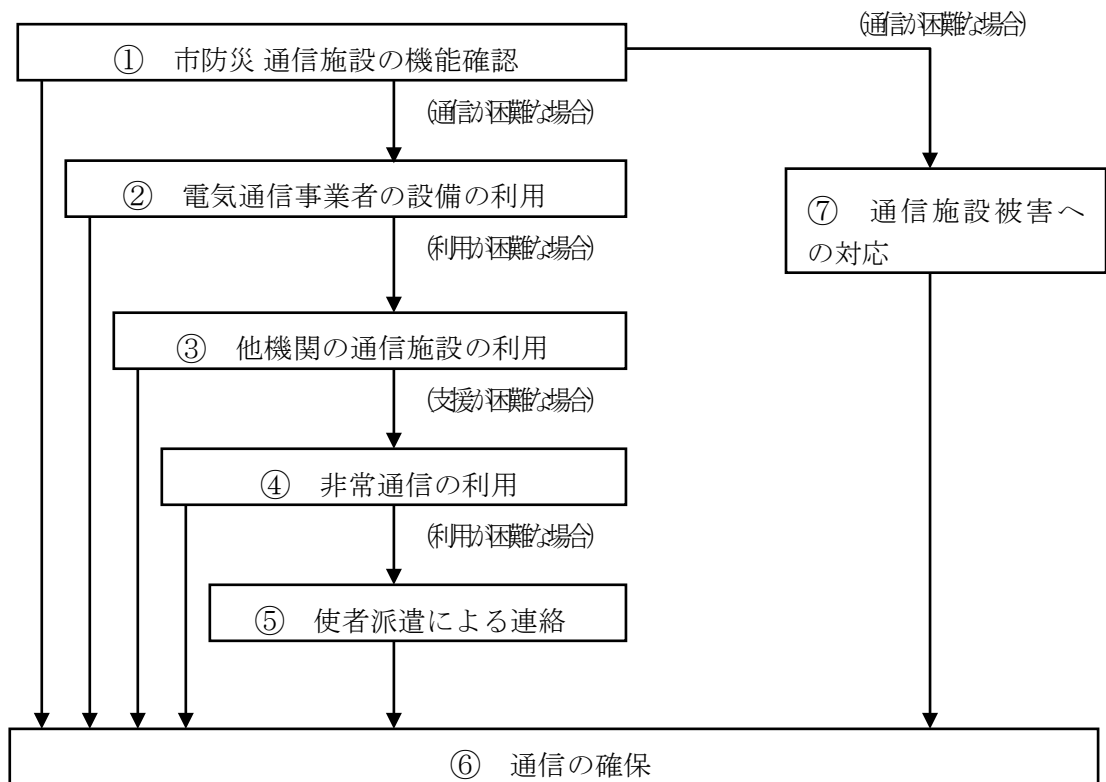 (通信が困難な場合)
① 市防災 通信施設の機能確認
(通信が困難な場合)
② 電気通信事業者の設備の利用
(利用が困難な場合)
③ 他機関の通信施設の利用
(支援が困難な場合)
④ 非常通信の利用
(利用が困難な場合)
⑤ 使者派遣による連絡
⑦ 通信施設被害へ
の対応
⑥ 通信の確保